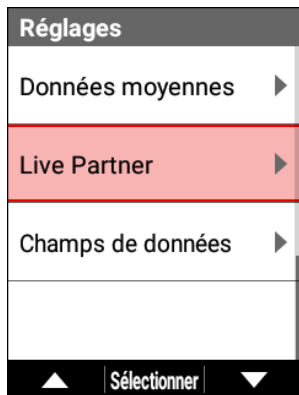 Réglages
Données moyennes
Live Partner
Champs de données
Sélectionner